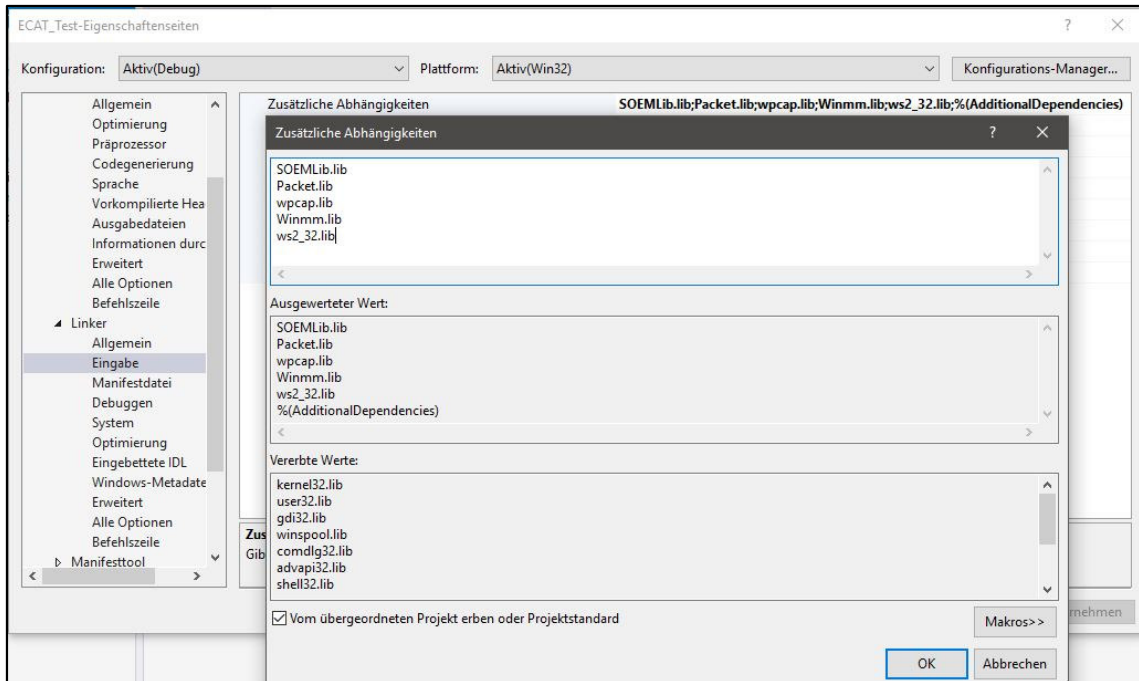 ECAT_Test-Eigenschaftenseiten ? ×
Konfiguration: Aktiv(Debug) Plattform: Aktiv(Win32) Konfigurations-Manager...
Allgemein
Optimierung
Präprozessor
Codegenerierung
Sprache
Vorkompilierte Hea
Ausgabedateien
Informationen durc
Erweitert
Alle Optionen
Befehlszeile
Linker
Allgemein
Eingabe
Manifestdatei
Debuggen
System
Optimierung
Eingebettete IDL
Windows-Metadate
Erweitert
Alle Optionen
Befehlszeile
Manifesttool
Zusätzliche Abhängigkeiten SOEMLib.lib;Packet.lib;wpcap.lib;Winmm.lib;ws2_32.lib;%(AdditionalDependencies)
Zusätzliche Abhängigkeiten ? ×
SOEMLib.lib
Packet.lib
wpcap.lib
Winmm.lib
ws2_32.lib
Ausgewerteter Wert:
SOEMLib.lib
Packet.lib
wpcap.lib
Winmm.lib
ws2_32.lib
%(AdditionalDependencies)
Vererbte Werte:
kernel32.lib
user32.lib
gdi32.lib
winspool.lib
comdlg32.lib
advapi32.lib
shell32.lib
Zus
Gib
Vom übergeordneten Projekt erben oder Projektstandard
Makros>>
rnehmen
OK Abbrechen